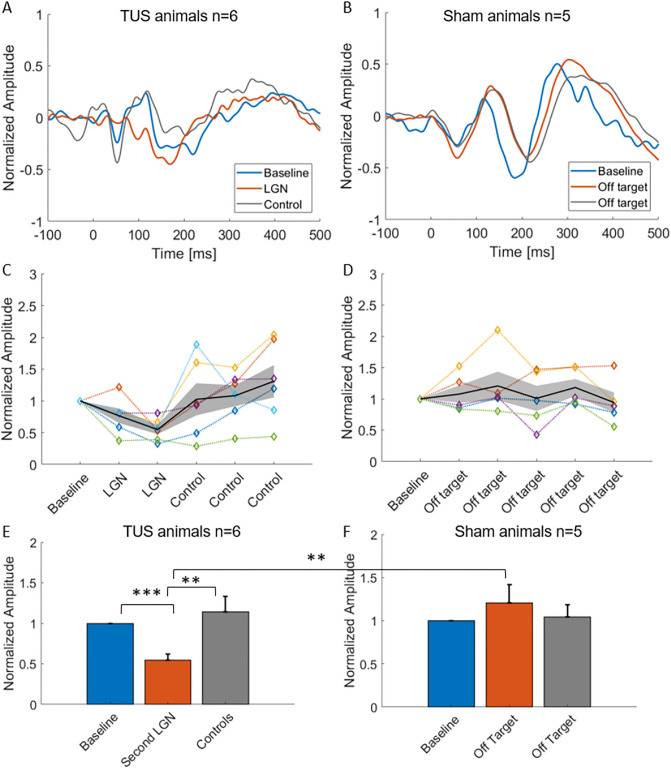 A
TUS animals n=6
Normalized Amplitude
1
0.5
0
-0.5
-1
-100 0 100 200 300 400 500
Time [ms]
Baseline
LGN
Control
B
Sham animals n=5
Normalized Amplitude
1
0.5
0
-0.5
-1
-100 0 100 200 300 400 500
Time [ms]
Baseline
Off target
Off target
C
Normalized Amplitude
3
2.5
2
1.5
1
0.5
0
Baseline
LGN
LGN
Control
Control
Control
D
Normalized Amplitude
3
2.5
2
1.5
1
0.5
0
Baseline
Off target
Off target
Off target
Off target
Off target
E
TUS animals n=6
Normalized Amplitude
2
1.5
1
0.5
0
***
**
**
Baseline
Second LGN
Controls
F
Sham animals n=5
Normalized Amplitude
2
1.5
1
0.5
0
Baseline
Off Target
Off Target